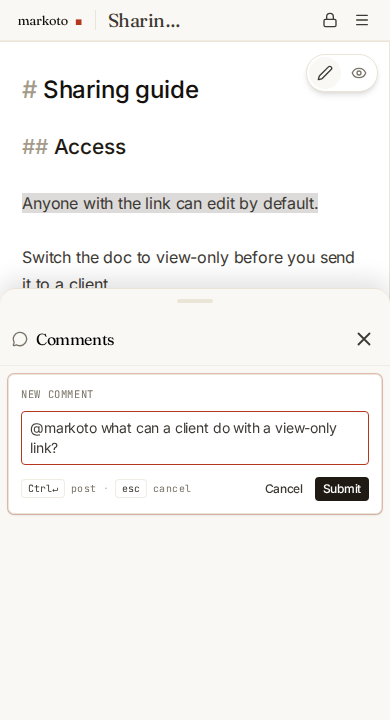 markoto
Sharin...
# Sharing guide
## Access
Anyone with the link can edit by default.
Switch the doc to view-only before you send
it to a client
Comments
NEW COMMENT
@markoto what can a client do with a view-only
link?
Ctrl↵ post · esc cancel
Cancel
Submit